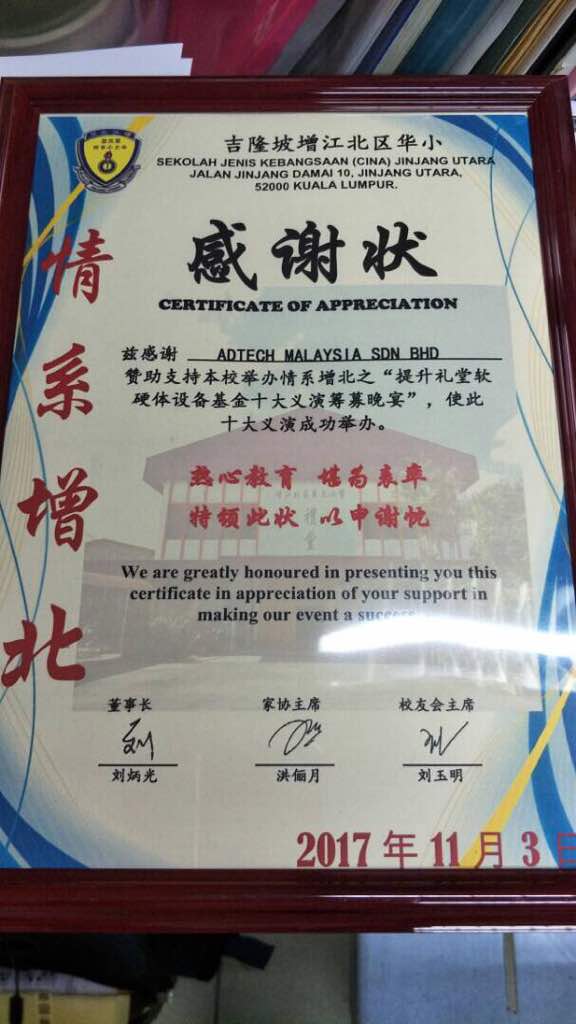 吉隆坡增江北区华小
SEKOLAH JENIS KEBANGSAAN (CINA) JINJANG UTARA
JALAN JINJANG DAMAI 10, JINJANG UTARA,
52000 KUALA LUMPUR.
情系增北
感谢状
CERTIFICATE OF APPRECIATION
兹感谢 ADTECH MALAYSIA SDN BHD
赞助支持本校举办情系增北之“提升礼堂软
硬体设备基金十大义演筹募晚宴”，使此
十大义演成功举办。
热心教育 堪为表率
特颁此状 以申谢忱
We are greatly honoured in presenting you this
certificate in appreciation of your support in
making our event a success
董事长 家协主席 校友会主席
刘炳光 洪俪月 刘玉明
2017年11月3日